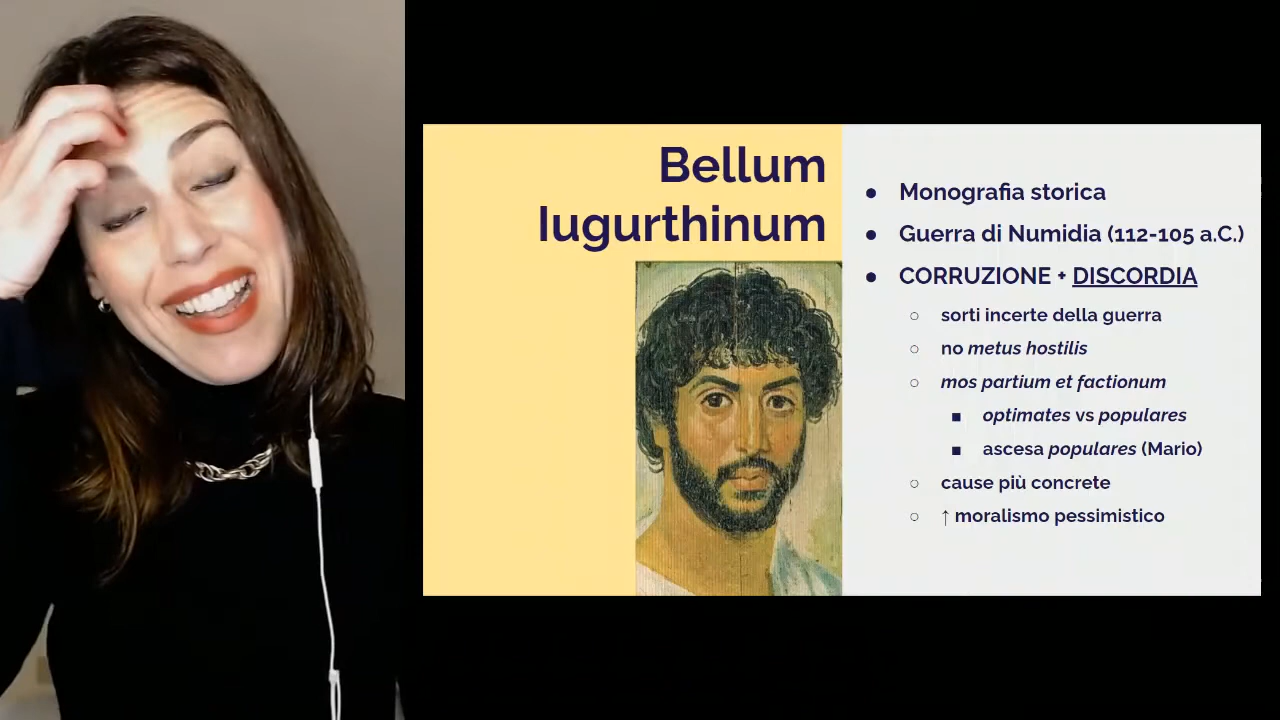 Bellum
Iugurthinum
● Monografia storica
● Guerra di Numidia (112-105 a.C.)
● CORRUZIONE + DISCORDIA
○ sorti incerte della guerra
○ no metus hostilis
○ mos partium et factionum
■ optimates vs populares
■ ascesa populares (Mario)
○ cause più concrete
○ ↑ moralismo pessimistico